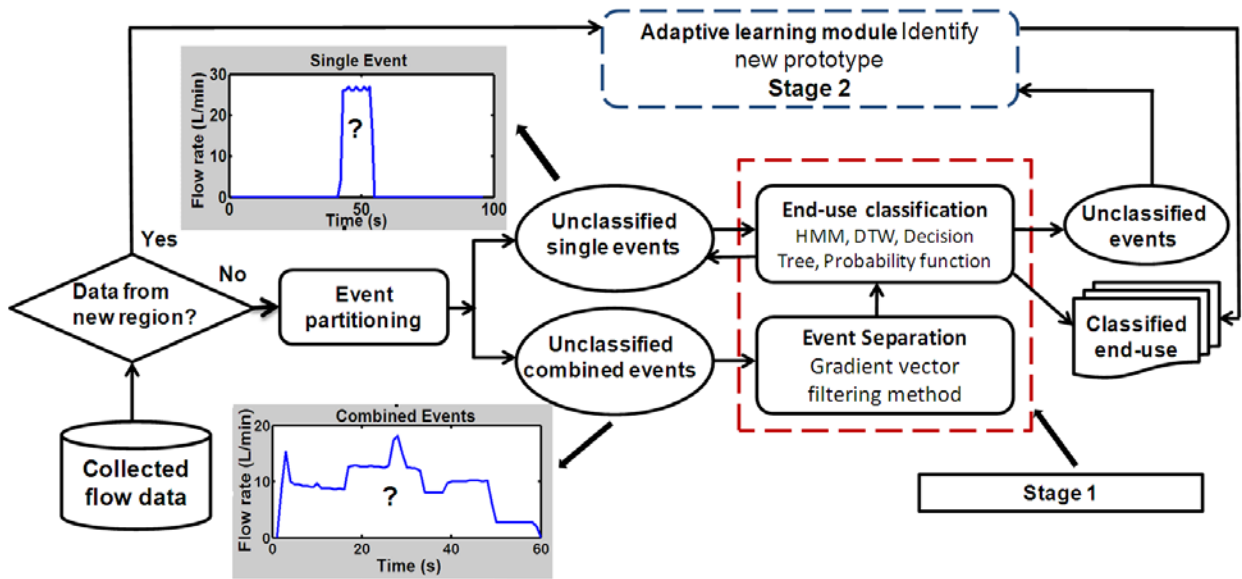 Adaptive learning module Identify
new prototype
Stage 2
Single Event
Flow rate (L/min)
30
20
10
0
?
0
50
100
Time (s)
Yes
No
Data from
new region?
Event
partitioning
Unclassified
single events
End-use classification
HMM, DTW, Decision
Tree, Probability function
Unclassified
events
Unclassified
combined events
Event Separation
Gradient vector
filtering method
Classified
end-use
Collected
flow data
Combined Events
Flow rate (L/min)
20
10
0
?
0
20
40
60
Time (s)
Stage 1